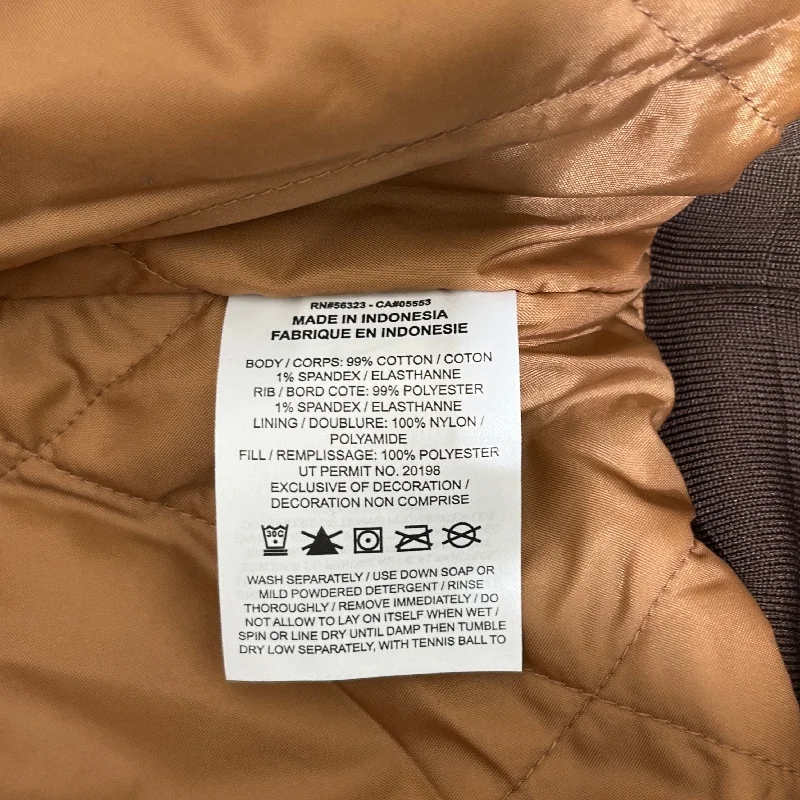 RN#56323 - CA#05553
MADE IN INDONESIA
FABRIQUE EN INDONESIE
BODY / CORPS: 99% COTTON / COTON
1% SPANDEX / ELASTHANNE
RIB / BORD COTE: 99% POLYESTER
1% SPANDEX / ELASTHANNE
LINING / DOUBLURE: 100% NYLON /
POLYAMIDE
FILL / REMPLISSAGE: 100% POLYESTER
UT PERMIT NO. 20198
EXCLUSIVE OF DECORATION /
DECORATION NON COMPRISE
30C
WASH SEPARATELY / USE DOWN SOAP OR
MILD POWDERED DETERGENT / RINSE
THOROUGHLY / REMOVE IMMEDIATELY / DO
NOT ALLOW TO LAY ON ITSELF WHEN WET /
SPIN OR LINE DRY UNTIL DAMP THEN TUMBLE
DRY LOW SEPARATELY, WITH TENNIS BALL TO